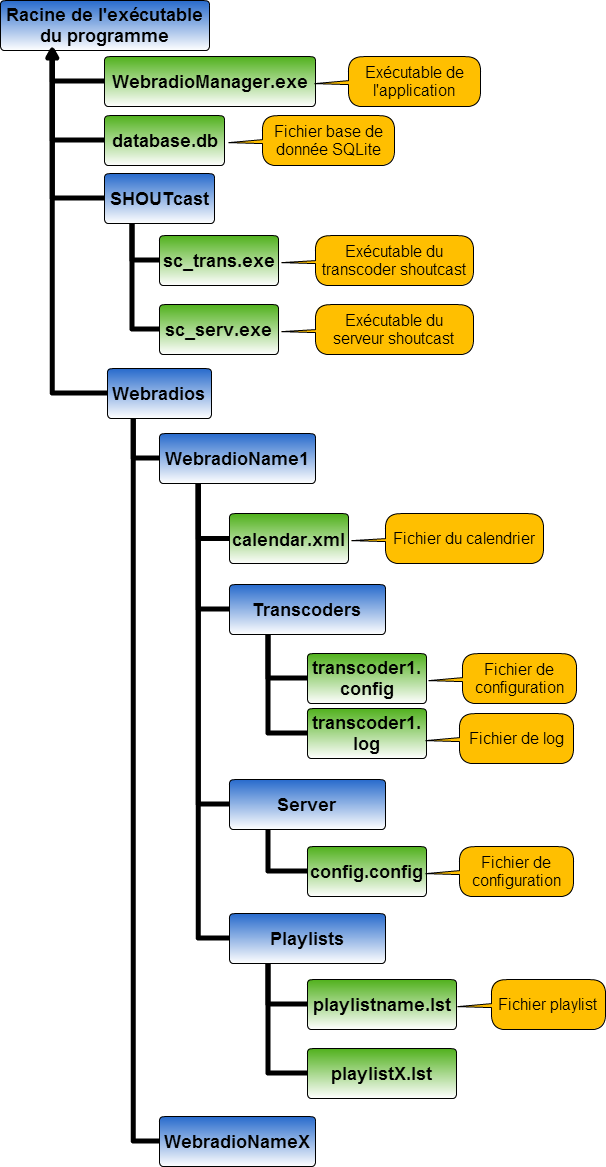 Racine de l'exécutable
du programme
WebradioManager.exe
Exécutable de
l'application
database.db
Fichier base de
donnée SQLite
SHOUTcast
sc_trans.exe
Exécutable du
transcoder shoutcast
sc_serv.exe
Exécutable du
serveur shoutcast
Webradios
WebradioName1
calendar.xml
Fichier du calendrier
Transcoders
transcoder1.
config
Fichier de
configuration
transcoder1.
log
Fichier de log
Server
config.config
Fichier de
configuration
Playlists
playlistname.lst
Fichier playlist
playlistX.lst
WebradioNameX